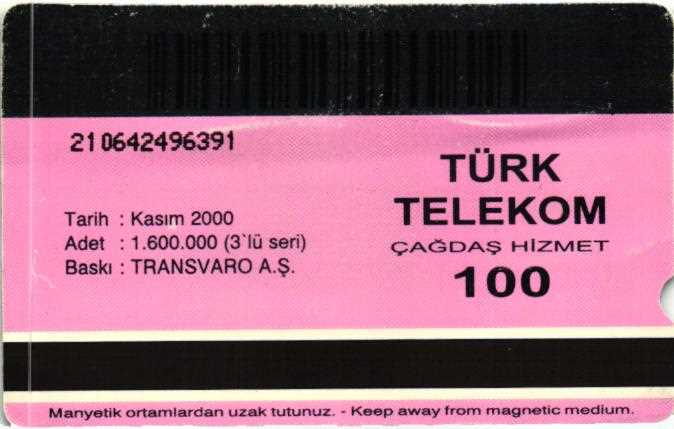 210642496391
Tarih : Kasım 2000
Adet : 1.600.000 (3`lü seri)
Baskı : TRANSVARO A.Ş.
TÜRK
TELEKOM
ÇAĞDAŞ HİZMET
100
Manyetik ortamlardan uzak tutunuz. - Keep away from magnetic medium.